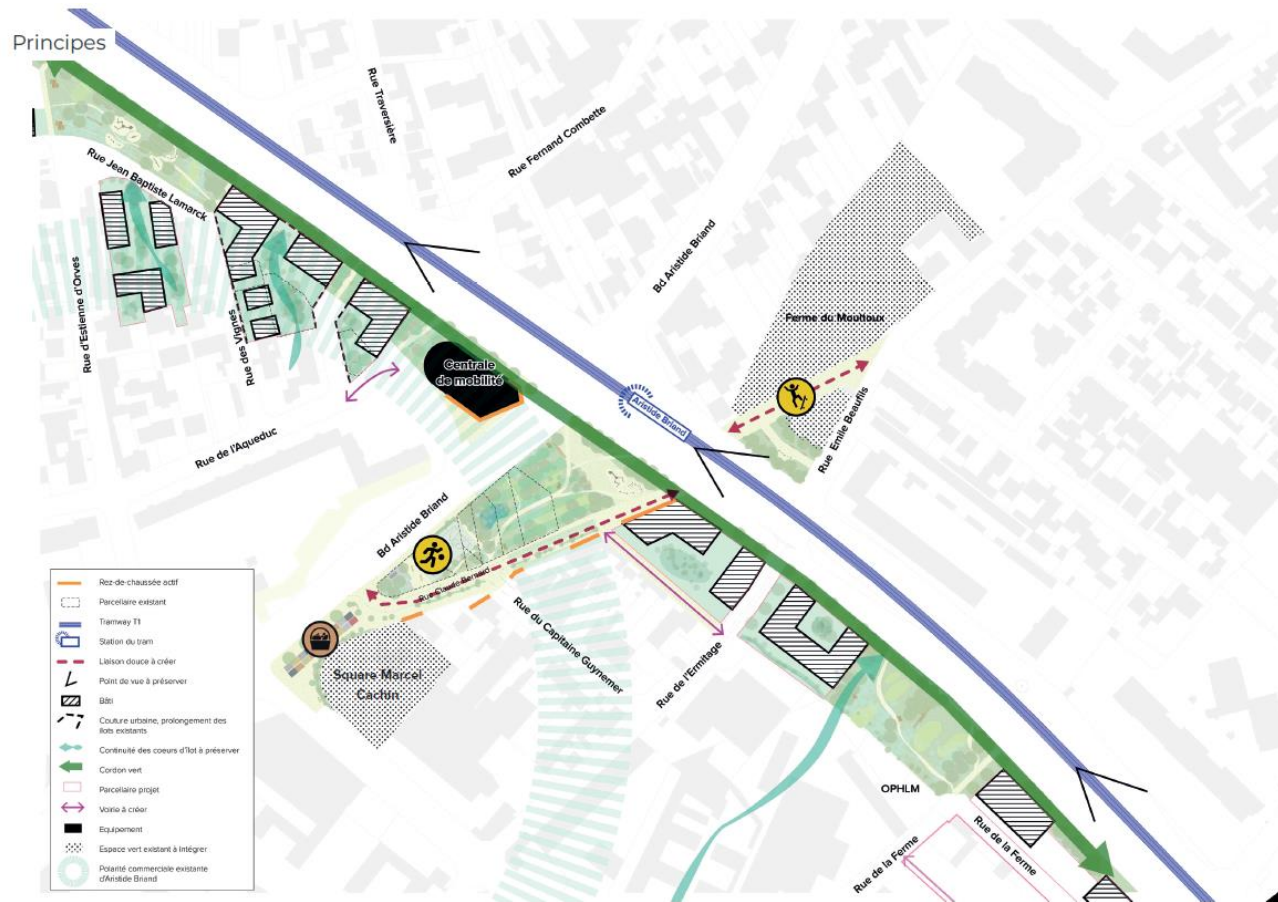 Principes
Rue Traversière
Rue Fernand Combette
Rue Jean Baptiste Lamarck
Bd Aristide Briand
Rue d'Estienne d'Orves
Rue des Vignes
Ferme du Moultoux
Centrale
de mobilité
Aristide Briand
Rue Emile Beaufils
Rue de l'Aqueduc
Bd Aristide Briand
Rue Claude Bernard
Rue du Capitaine Guynemer
Rue de l'Ermitage
Square Marcel
Cachin
OPHLM
Rue de la Ferme
Rue de la Ferme
Rez-de-chaussée actif
Parcellaire existant
Tramway T1
Station du tram
Liaison douce à créer
Point de vue à préserver
Bâti
Couture urbaine, prolongement des
îlots existants
Continuité des coeurs d'îlot à préserver
Cordon vert
Parcellaire projet
Voirie à créer
Equipement
Espace vert existant à intégrer
Polarité commerciale existante
d'Aristide Briand